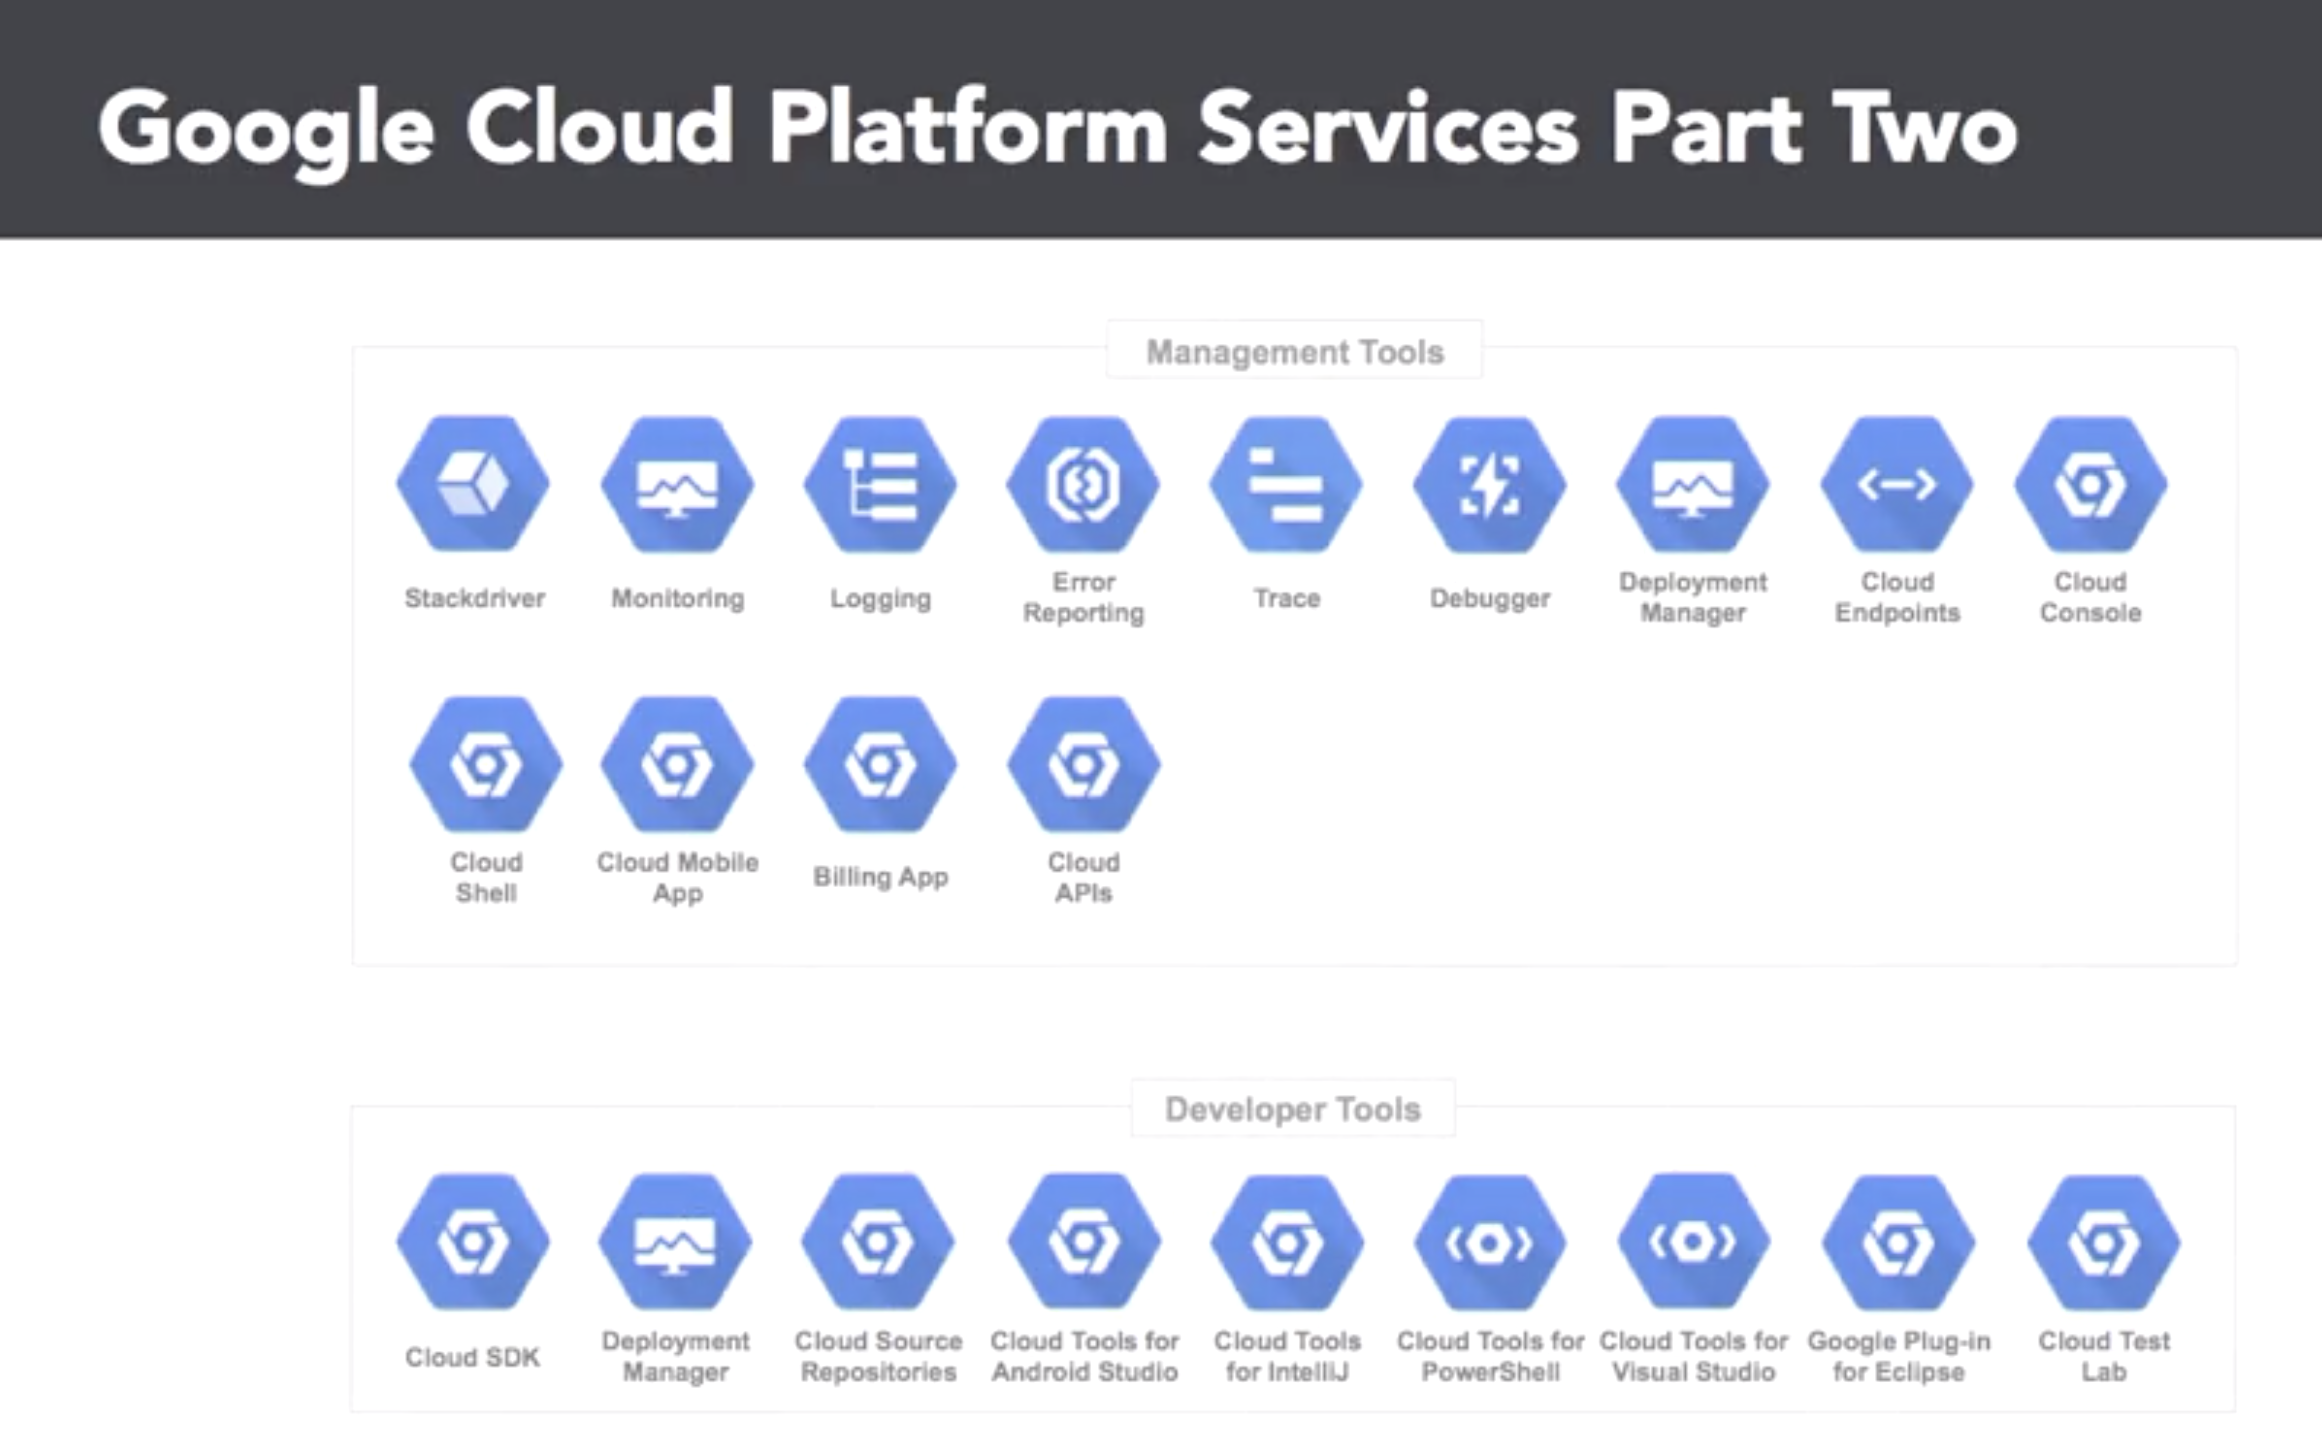 Google Cloud Platform Services Part Two
Management Tools
Stackdriver
Monitoring
Logging
Error
Reporting
Trace
Debugger
Deployment
Manager
Cloud
Endpoints
Cloud
Console
Cloud
Shell
Cloud Mobile
App
Billing App
Cloud
APIs
Developer Tools
Cloud SDK
Deployment
Manager
Cloud Source
Repositories
Cloud Tools for
Android Studio
Cloud Tools
for IntelliJ
Cloud Tools for
PowerShell
Cloud Tools for
Visual Studio
Google Plug-in
for Eclipse
Cloud Test
Lab